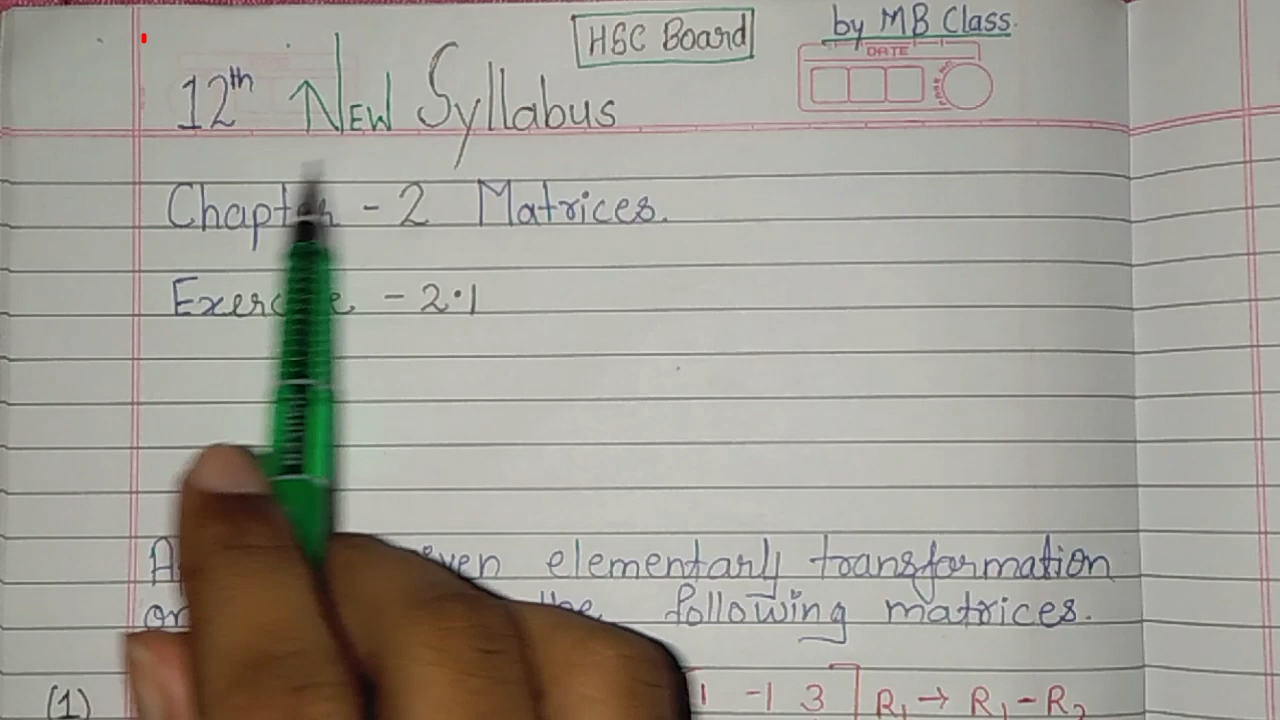 HSC Board
by MB Class.
DATE
12th NEW Syllabus
Chapter - 2 Matrices.
Exercise - 2.1
elementarly transformation
following matrices.
(1) -1 3 ] R₁ → R₁ - R₂